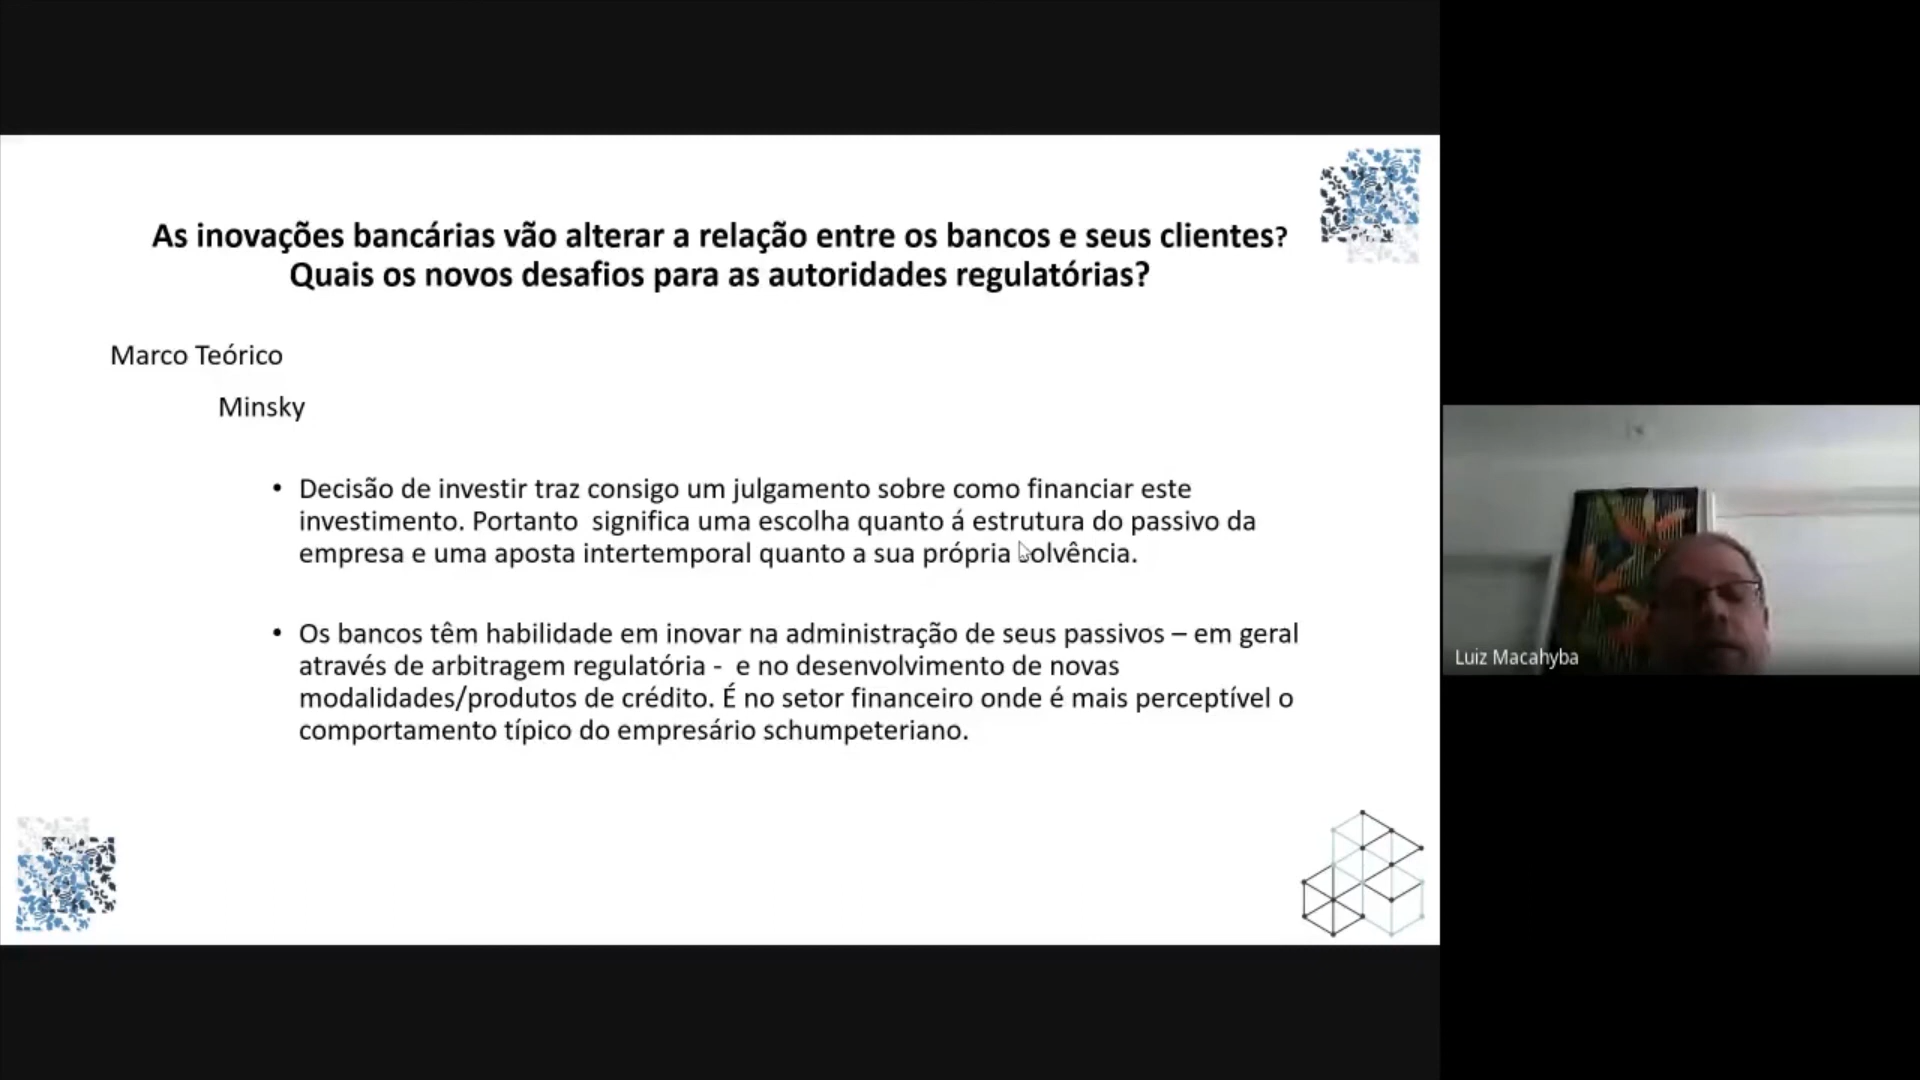 As inovações bancárias vão alterar a relação entre os bancos e seus clientes?
Quais os novos desafios para as autoridades regulatórias?
Marco Teórico
Minsky
• Decisão de investir traz consigo um julgamento sobre como financiar este
investimento. Portanto significa uma escolha quanto á estrutura do passivo da
empresa e uma aposta intertemporal quanto a sua própria solvência.
• Os bancos têm habilidade em inovar na administração de seus passivos – em geral
através de arbitragem regulatória - e no desenvolvimento de novas
modalidades/produtos de crédito. É no setor financeiro onde é mais perceptível o
comportamento típico do empresário schumpeteriano.
Luiz Macahyba